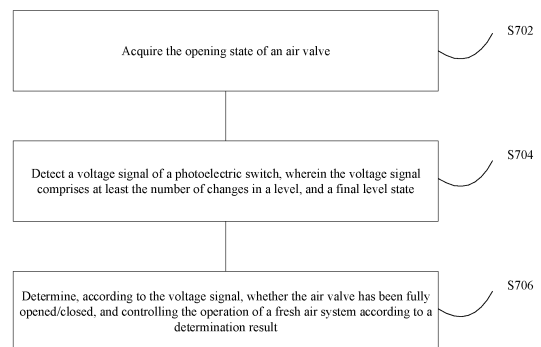 S702
Acquire the opening state of an air valve
S704
Detect a voltage signal of a photoelectric switch, wherein the voltage signal
comprises at least the number of changes in a level, and a final level state
S706
Determine, according to the voltage signal, whether the air valve has been fully
opened/closed, and controlling the operation of a fresh air system according to a
determination result